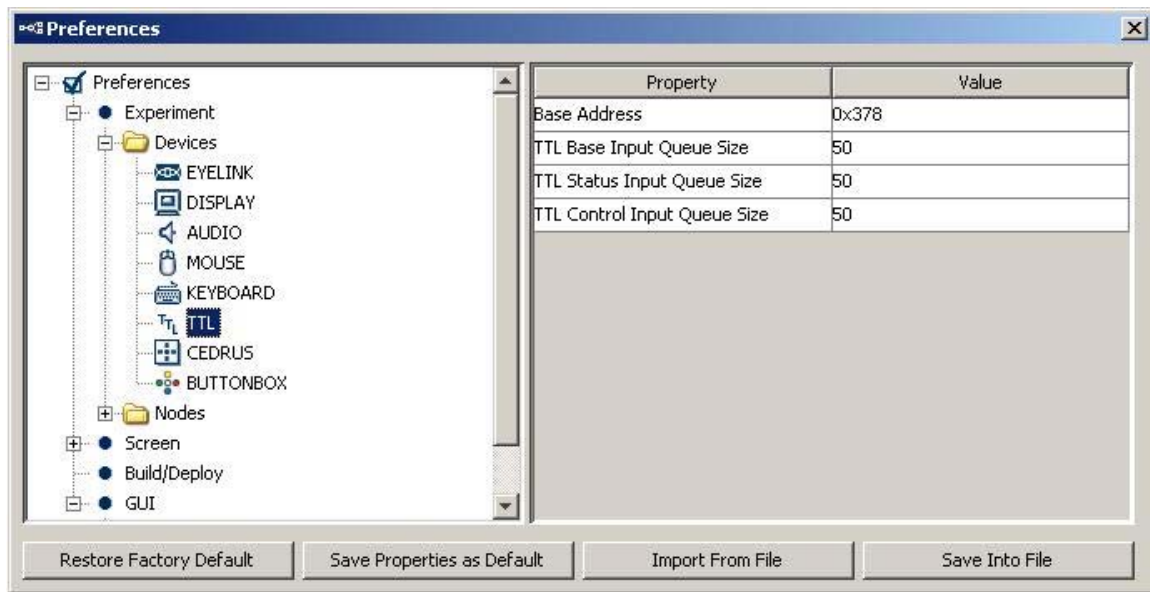 Preferences
Preferences
Experiment
Devices
EYELINK
DISPLAY
AUDIO
MOUSE
KEYBOARD
TTL
CEDRUS
BUTTONBOX
Nodes
Screen
Build/Deploy
GUI
Property Value
Base Address 0x378
TTL Base Input Queue Size 50
TTL Status Input Queue Size 50
TTL Control Input Queue Size 50
Restore Factory Default Save Properties as Default Import From File Save Into File